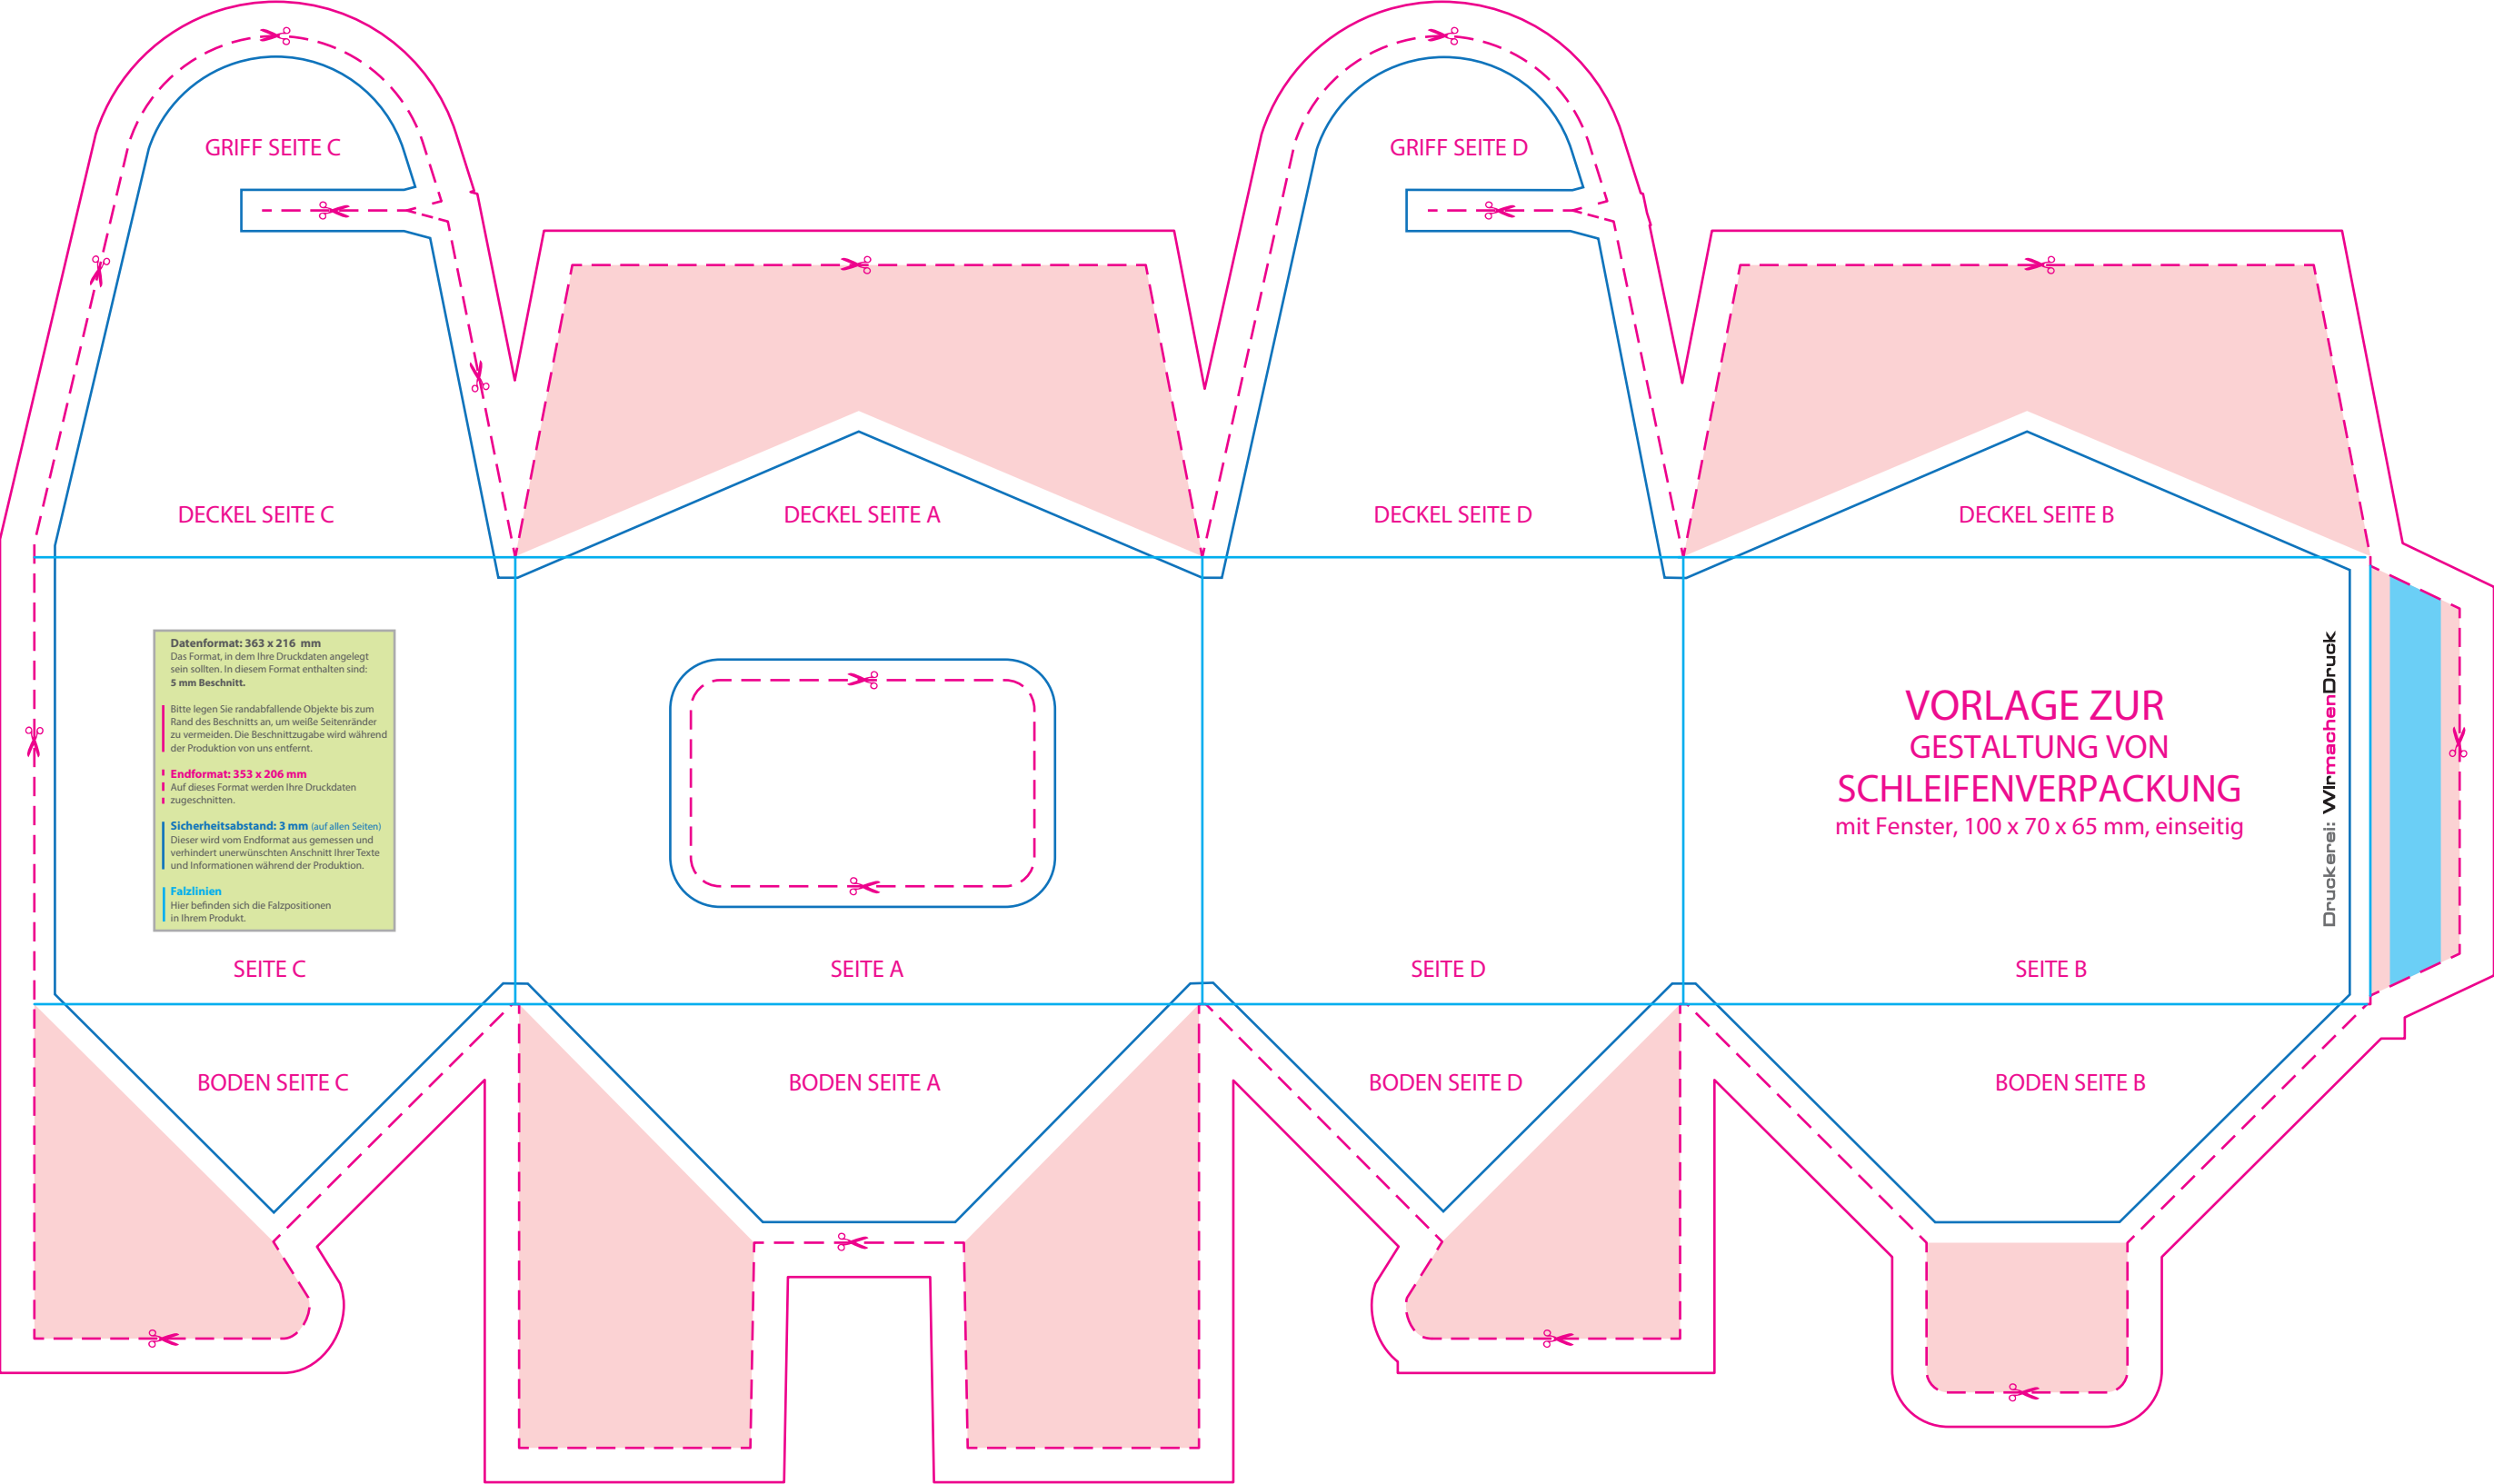 GRIFF SEITE C
GRIFF SEITE D
DECKEL SEITE C
DECKEL SEITE A
DECKEL SEITE D
DECKEL SEITE B
Datenformat: 363 x 216 mm
Das Format, in dem Ihre Druckdaten angelegt
sein sollten. In diesem Format enthalten sind:
5 mm Beschnitt.
Bitte legen Sie randabfallende Objekte bis zum
Rand des Beschnitts an, um weiße Seitenränder
zu vermeiden. Die Beschnittzugabe wird während
der Produktion von uns entfernt.
Endformat: 353 x 206 mm
Auf dieses Format werden Ihre Druckdaten
zugeschnitten.
Sicherheitsabstand: 3 mm (auf allen Seiten)
Dieser wird vom Endformat aus gemessen und
verhindert unerwünschten Anschnitt Ihrer Texte
und Informationen während der Produktion.
Falzlinien
Hier befinden sich die Falzpositionen
in Ihrem Produkt.
VORLAGE ZUR
GESTALTUNG VON
SCHLEIFENVERPACKUNG
mit Fenster, 100 x 70 x 65 mm, einseitig
Druckerei: WIrmachenDruck
SEITE C
SEITE A
SEITE D
SEITE B
BODEN SEITE C
BODEN SEITE A
BODEN SEITE D
BODEN SEITE B